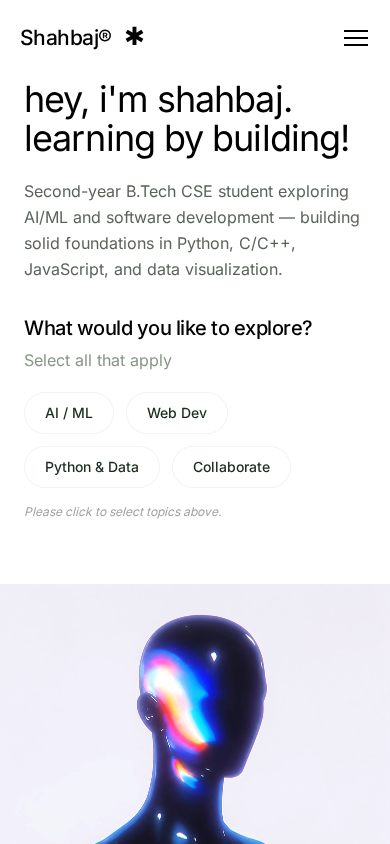 Shahbaj® ✱
hey, i'm shahbaj.
learning by building!
Second-year B.Tech CSE student exploring
AI/ML and software development — building
solid foundations in Python, C/C++,
JavaScript, and data visualization.
What would you like to explore?
Select all that apply
AI / ML
Web Dev
Python & Data
Collaborate
Please click to select topics above.